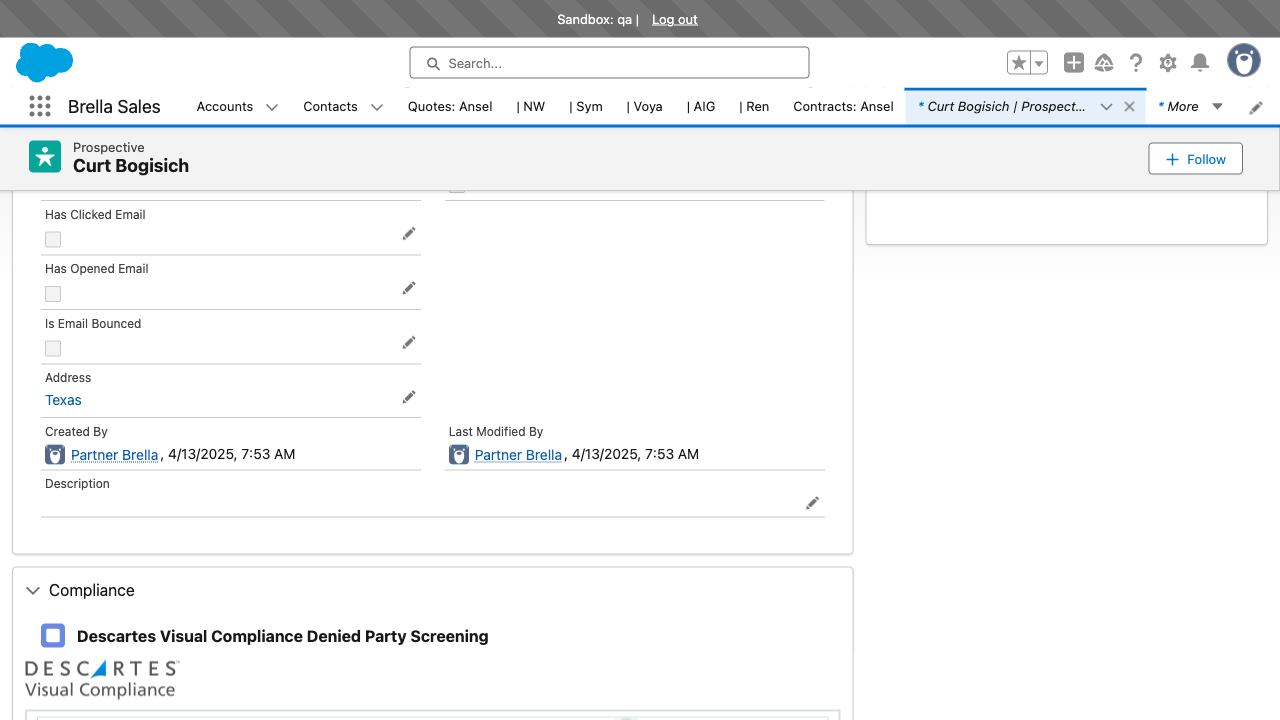 Sandbox: qa | Log out
Search...
Brella Sales Accounts Contacts Quotes: Ansel | NW | Sym | Voya | AIG | Ren Contracts: Ansel * Curt Bogisich | Prospect... * More
Prospective
Curt Bogisich
Follow
Has Clicked Email
Has Opened Email
Is Email Bounced
Address
Texas
Created By
Partner Brella, 4/13/2025, 7:53 AM
Last Modified By
Partner Brella, 4/13/2025, 7:53 AM
Description
Compliance
Descartes Visual Compliance Denied Party Screening
DESCARTES™
Visual Compliance